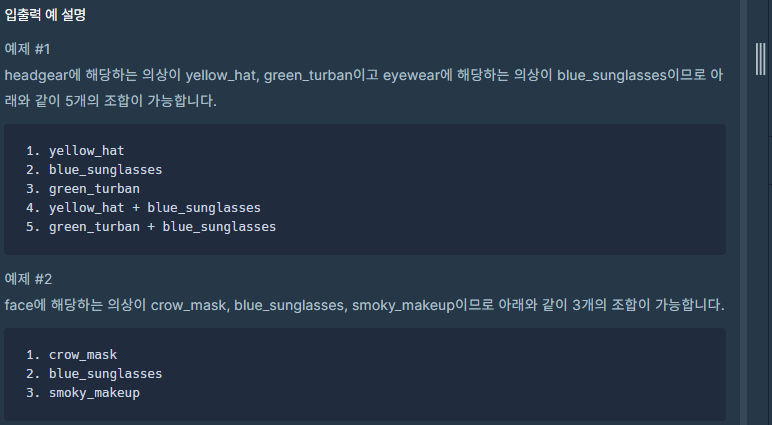 입출력 예 설명
예제 #1
headgear에 해당하는 의상이 yellow_hat, green_turban이고 eyewear에 해당하는 의상이 blue_sunglasses이므로 아
래와 같이 5개의 조합이 가능합니다.
1. yellow_hat
2. blue_sunglasses
3. green_turban
4. yellow_hat + blue_sunglasses
5. green_turban + blue_sunglasses
예제 #2
face에 해당하는 의상이 crow_mask, blue_sunglasses, smoky_makeup이므로 아래와 같이 3개의 조합이 가능합니다.
1. crow_mask
2. blue_sunglasses
3. smoky_makeup